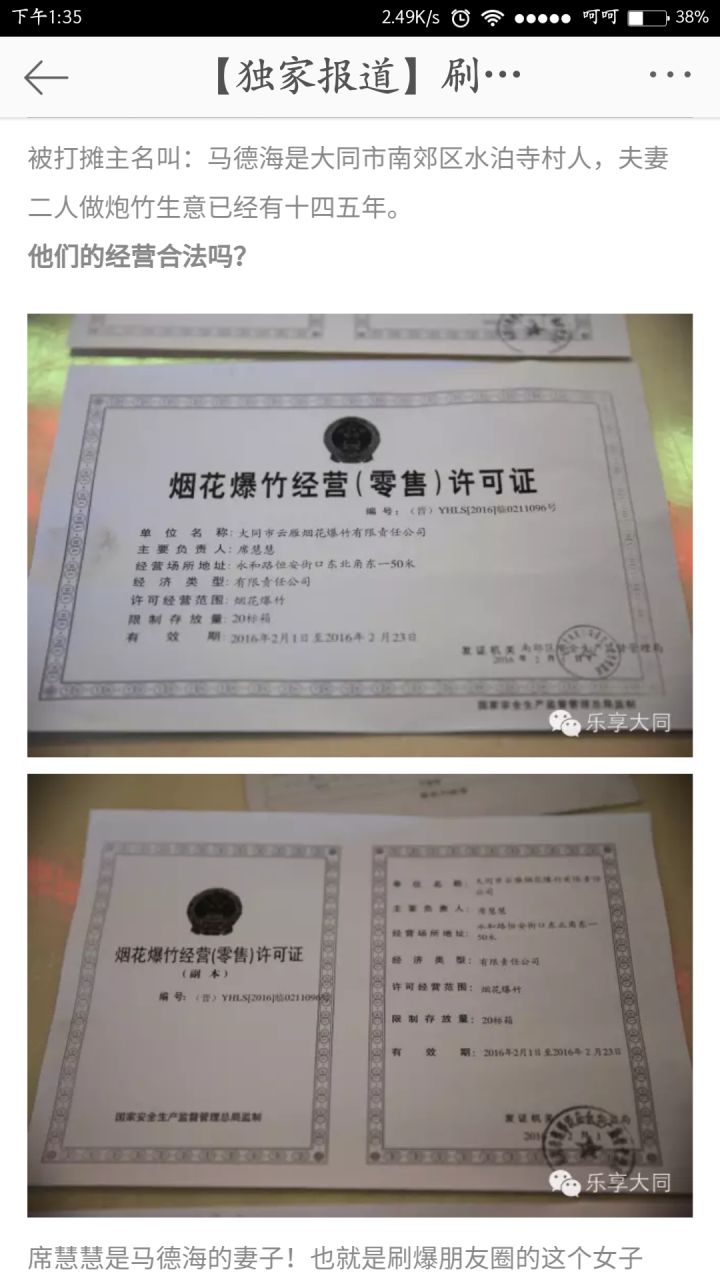 下午1:35
2.49K/s
呵呵
38%
【独家报道】刷…
被打摊主名叫：马德海是大同市南郊区水泊寺村人，夫妻
二人做炮竹生意已经有十四五年。
他们的经营合法吗？
烟花爆竹经营(零售)许可证
编号：（晋）YHLS[2016]临0211096号
单位名称：大同市云雁烟花爆竹有限责任公司
主要负责人：席慧慧
经营场所地址：永和路恒安街口东北角东一50米
经济类型：有限责任公司
许可经营范围：烟花爆竹
限制存放量：20标箱
有效期：2016年2月1日至2016年2月23日
发证机关
国家安全生产监督管理总局监制
乐享大同
烟花爆竹经营(零售)许可证
（副本）
编号：（晋）YHLS[2016]临0211096号
国家安全生产监督管理总局监制
单位名称：大同市云雁烟花爆竹有限责任
公司
主要负责人：席慧慧
经营场所地址：永和路恒安街口东北角东一
50米
经济类型：有限责任公司
许可经营范围：烟花爆竹
限制存放量：20标箱
有效期：2016年2月1日至2016年2月23日
发证机关
乐享大同
席慧慧是马德海的妻子！也就是刷爆朋友圈的这个女子